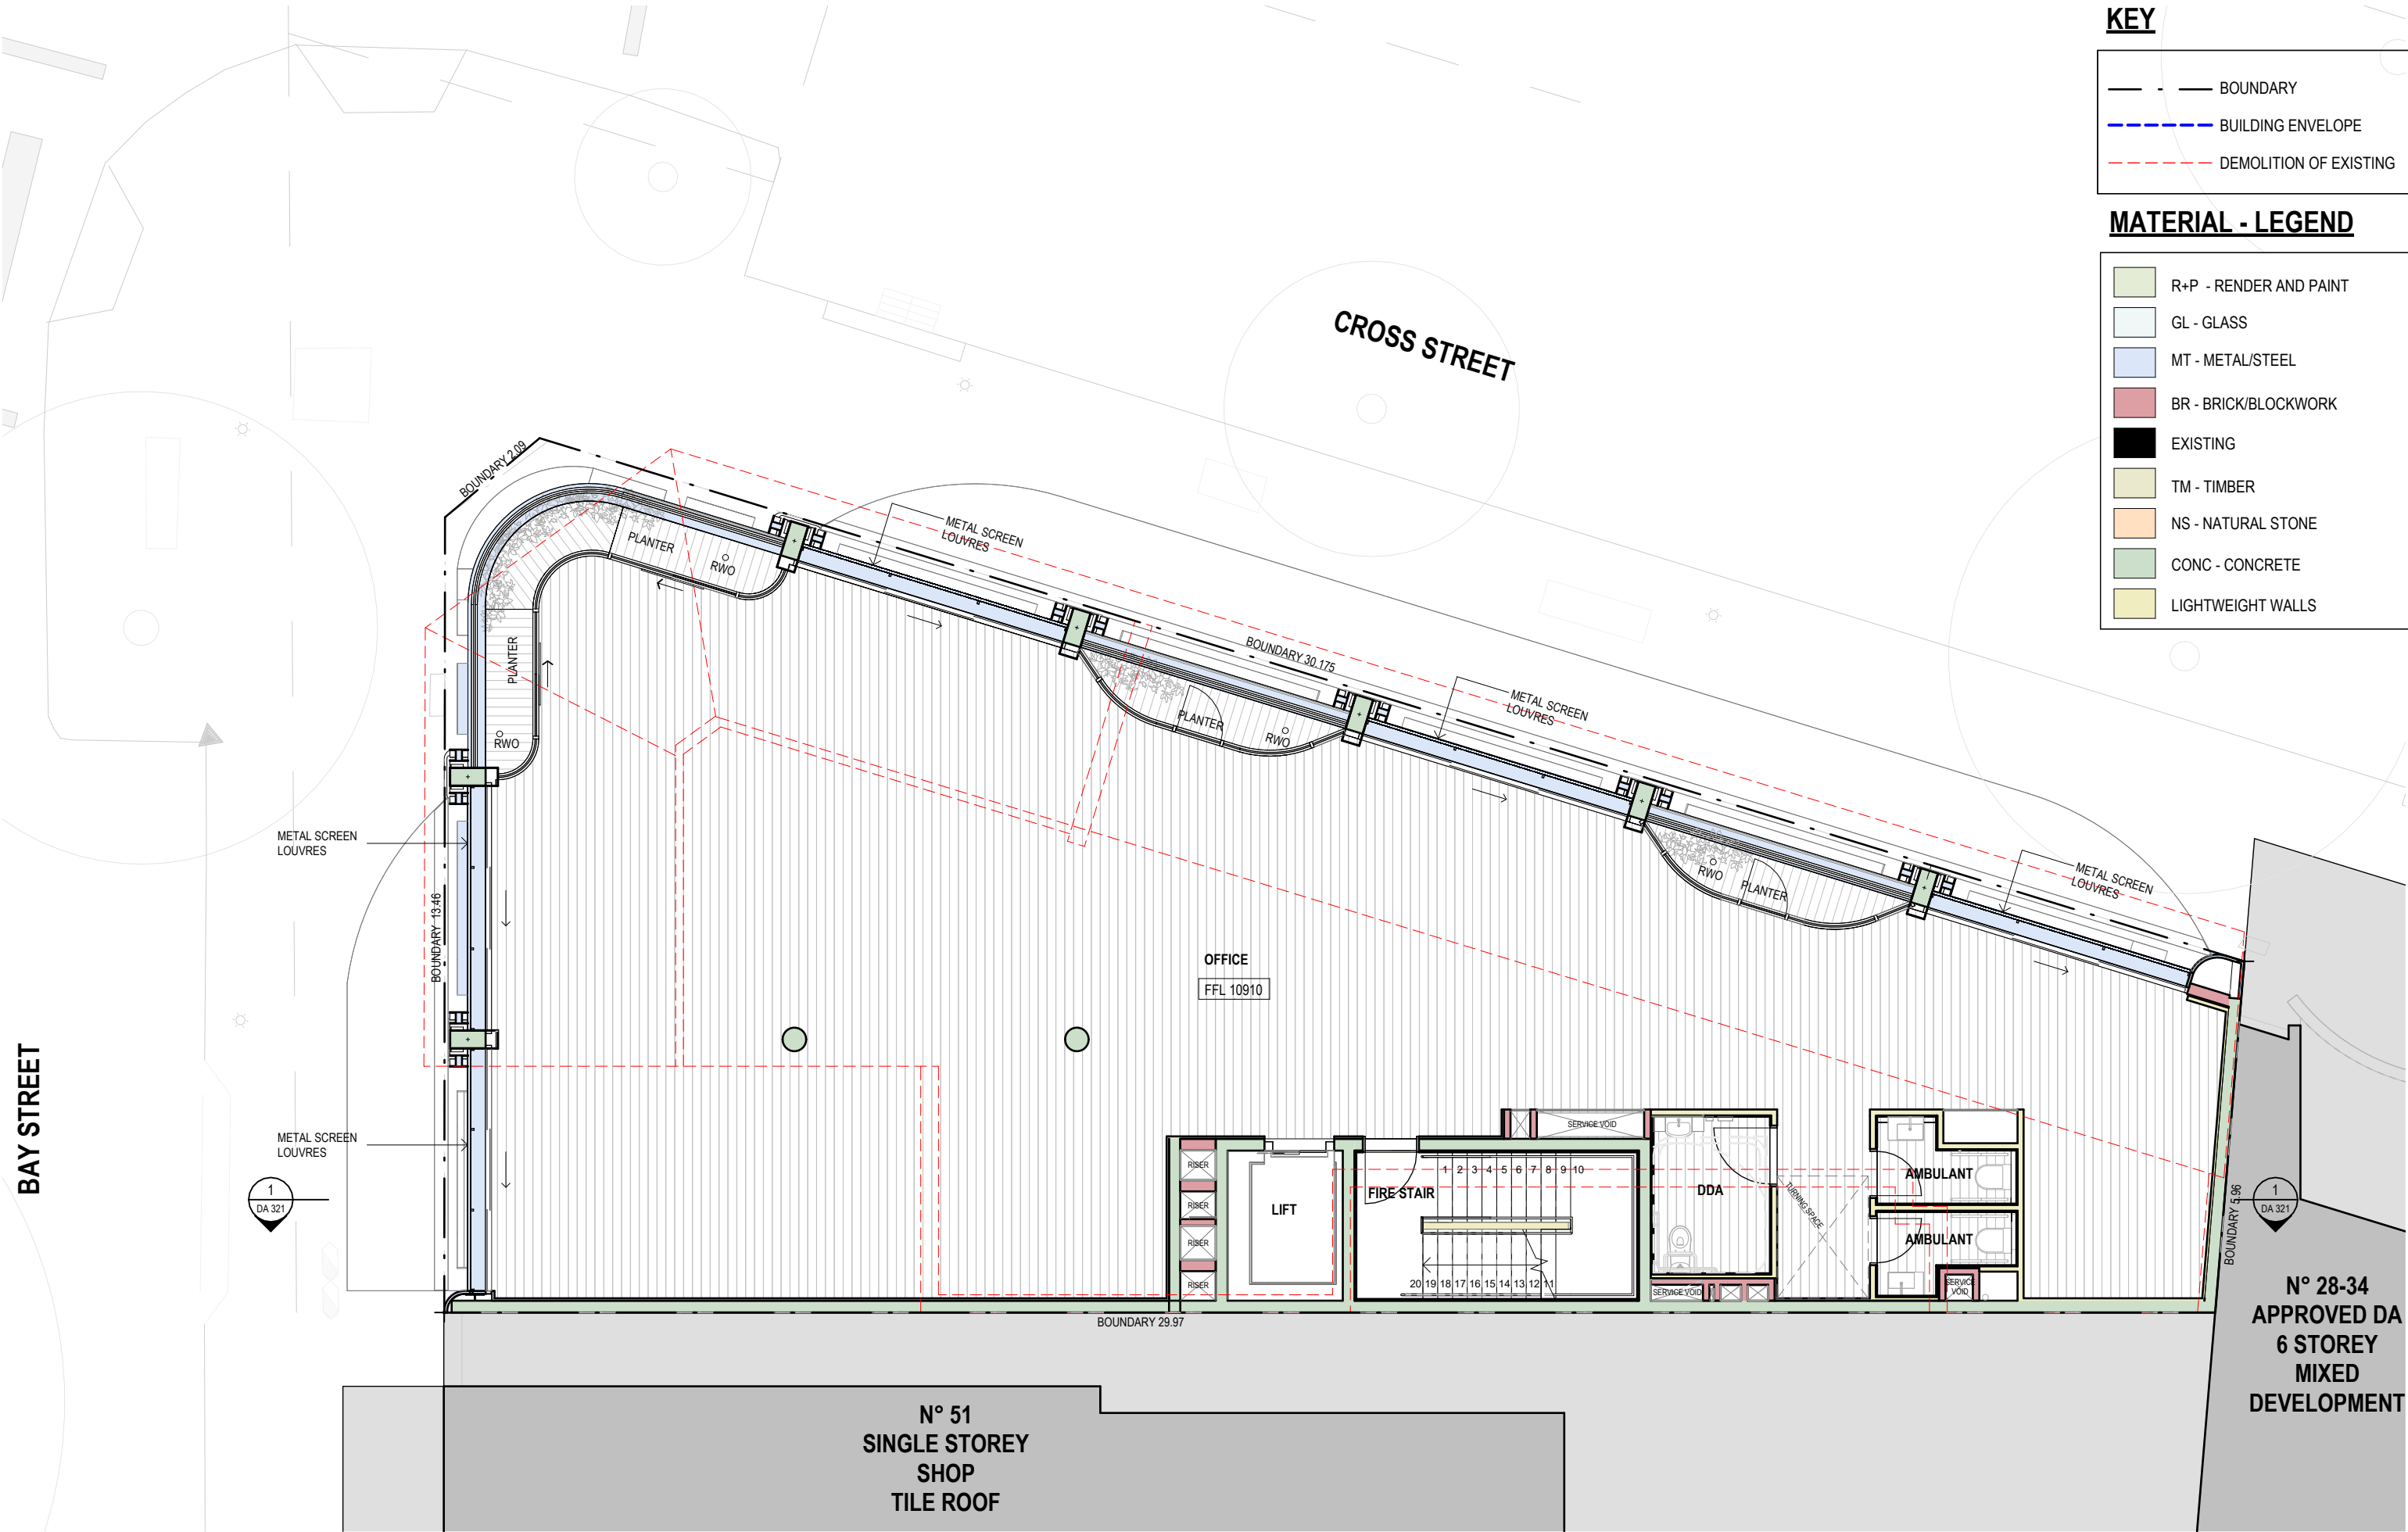 KEY
BOUNDARY
BUILDING ENVELOPE
DEMOLITION OF EXISTING
MATERIAL - LEGEND
R+P - RENDER AND PAINT
GL - GLASS
MT - METAL/STEEL
BR - BRICK/BLOCKWORK
EXISTING
TM - TIMBER
NS - NATURAL STONE
CONC - CONCRETE
LIGHTWEIGHT WALLS
CROSS STREET
BOUNDARY 2.09
METAL SCREEN
LOUVRES
PLANTER
RWO
BOUNDARY 30.175
METAL SCREEN
LOUVRES
PLANTER
RWO
PLANTER
RWO
METAL SCREEN
LOUVRES
RWO
PLANTER
METAL SCREEN
LOUVRES
BOUNDARY 13.46
OFFICE
FFL 10910
BAY STREET
METAL SCREEN
LOUVRES
1
DA 321
SERVICE VOID
RISER
RISER
RISER
RISER
LIFT
FIRE STAIR
1 2 3 4 5 6 7 8 9 10
20 19 18 17 16 15 14 13 12 11
DDA
TURNING SPACE
AMBULANT
AMBULANT
SERVICE VOID
SERVICE
VOID
BOUNDARY 5.96
1
DA 321
BOUNDARY 29.97
N° 28-34
APPROVED DA
6 STOREY
MIXED
DEVELOPMENT
N° 51
SINGLE STOREY
SHOP
TILE ROOF